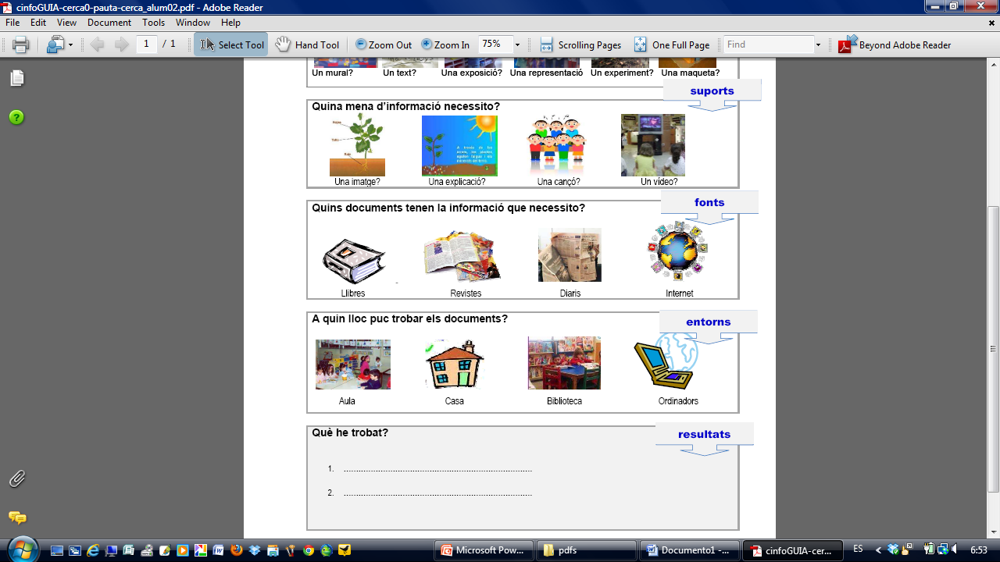 cinfoGUIA-cerca0-pauta-cerca_alum02.pdf - Adobe Reader
File Edit View Document Tools Window Help
1 / 1 Select Tool Hand Tool Zoom Out Zoom In 75% Scrolling Pages One Full Page Find Beyond Adobe Reader
Un mural? Un text? Una exposició? Una representació Un experiment? Una maqueta?
suports
Quina mena d'informació necessito?
Una imatge? Una explicació? Una cançó? Un vídeo?
fonts
Quins documents tenen la informació que necessito?
Llibres Revistes Diaris Internet
entorns
A quin lloc puc trobar els documents?
Aula Casa Biblioteca Ordinadors
resultats
Què he trobat?
1. ................................................................................
2. ................................................................................
Microsoft Pow... pdfs Documento1 -... cinfoGUIA-cer... ES 6:53